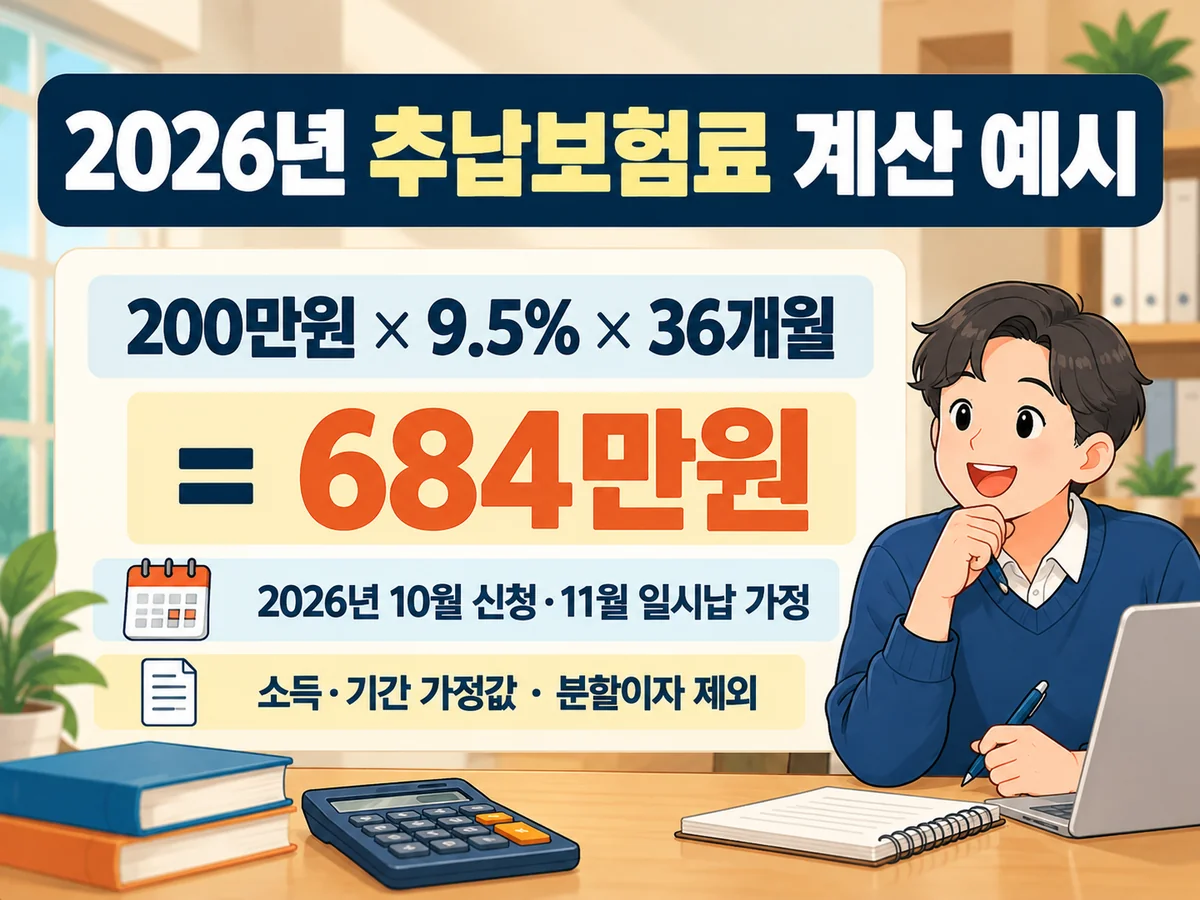 2026년 추납보험료 계산 예시
200만원 × 9.5% × 36개월
= 684만원
2026년 10월 신청·11월 일시납 가정
소득·기간 가정값 · 분할이자 제외